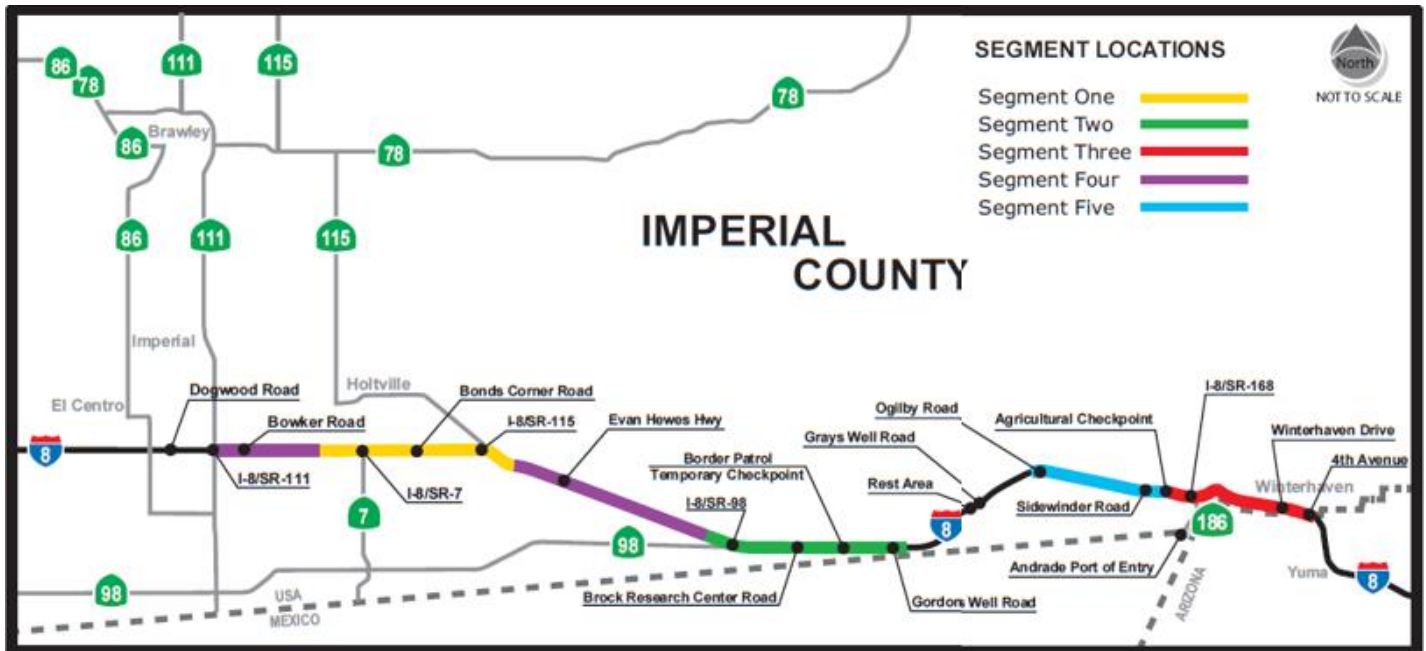 SEGMENT LOCATIONS
Segment One
Segment Two
Segment Three
Segment Four
Segment Five
North
NOT TO SCALE
86
78
111
115
78
86
Brawley
78
86
111
115
IMPERIAL
COUNTY
Imperial
El Centro
Holtville
Dogwood Road
Bowker Road
Bonds Corner Road
I-8/SR-115
Evan Hewes Hwy
Ogilby Road
Agricultural Checkpoint
I-8/SR-168
Grays Well Road
Winterhaven Drive
4th Avenue
Border Patrol
Temporary Checkpoint
Rest Area
Winterhaven
8
I-8/SR-111
I-8/SR-7
I-8/SR-98
Sidewinder Road
7
98
8
186
Andrade Port of Entry
Yuma
8
98
USA
MEXICO
Brock Research Center Road
Gordons Well Road
ARIZONA